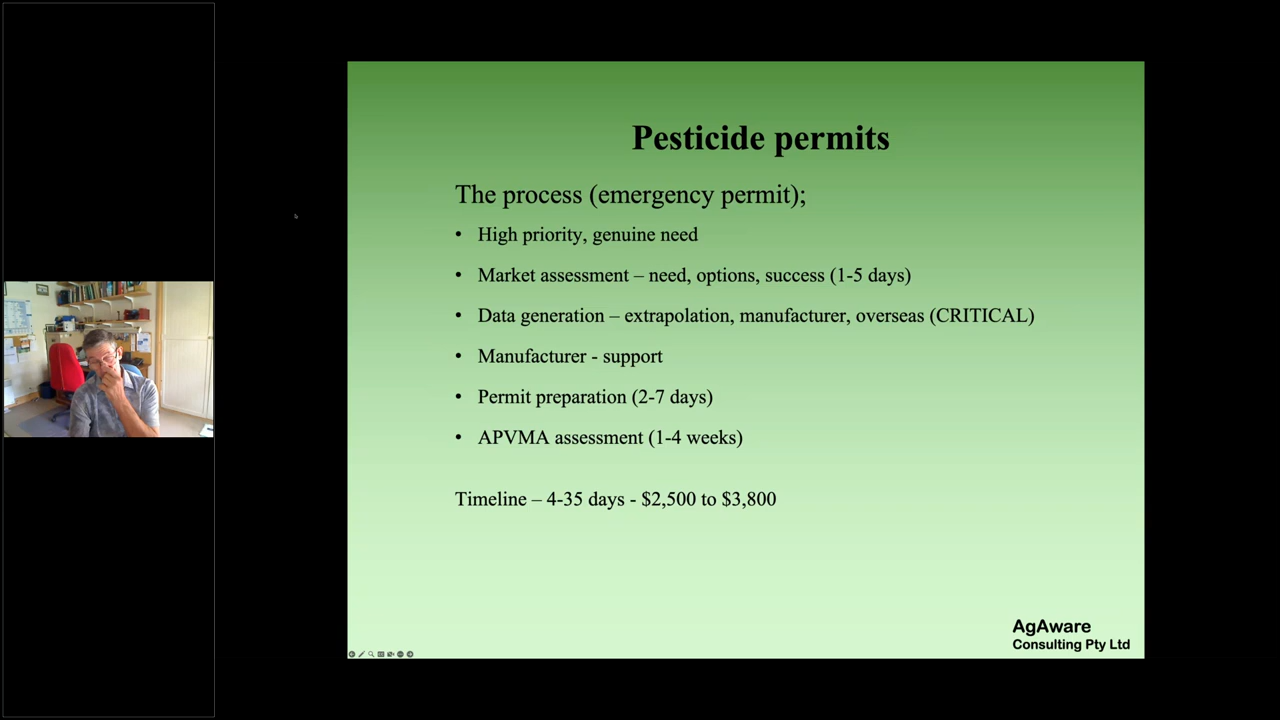 Pesticide permits
The process (emergency permit);
• High priority, genuine need
• Market assessment – need, options, success (1-5 days)
• Data generation – extrapolation, manufacturer, overseas (CRITICAL)
• Manufacturer - support
• Permit preparation (2-7 days)
• APVMA assessment (1-4 weeks)
Timeline – 4-35 days - $2,500 to $3,800
AgAware
Consulting Pty Ltd